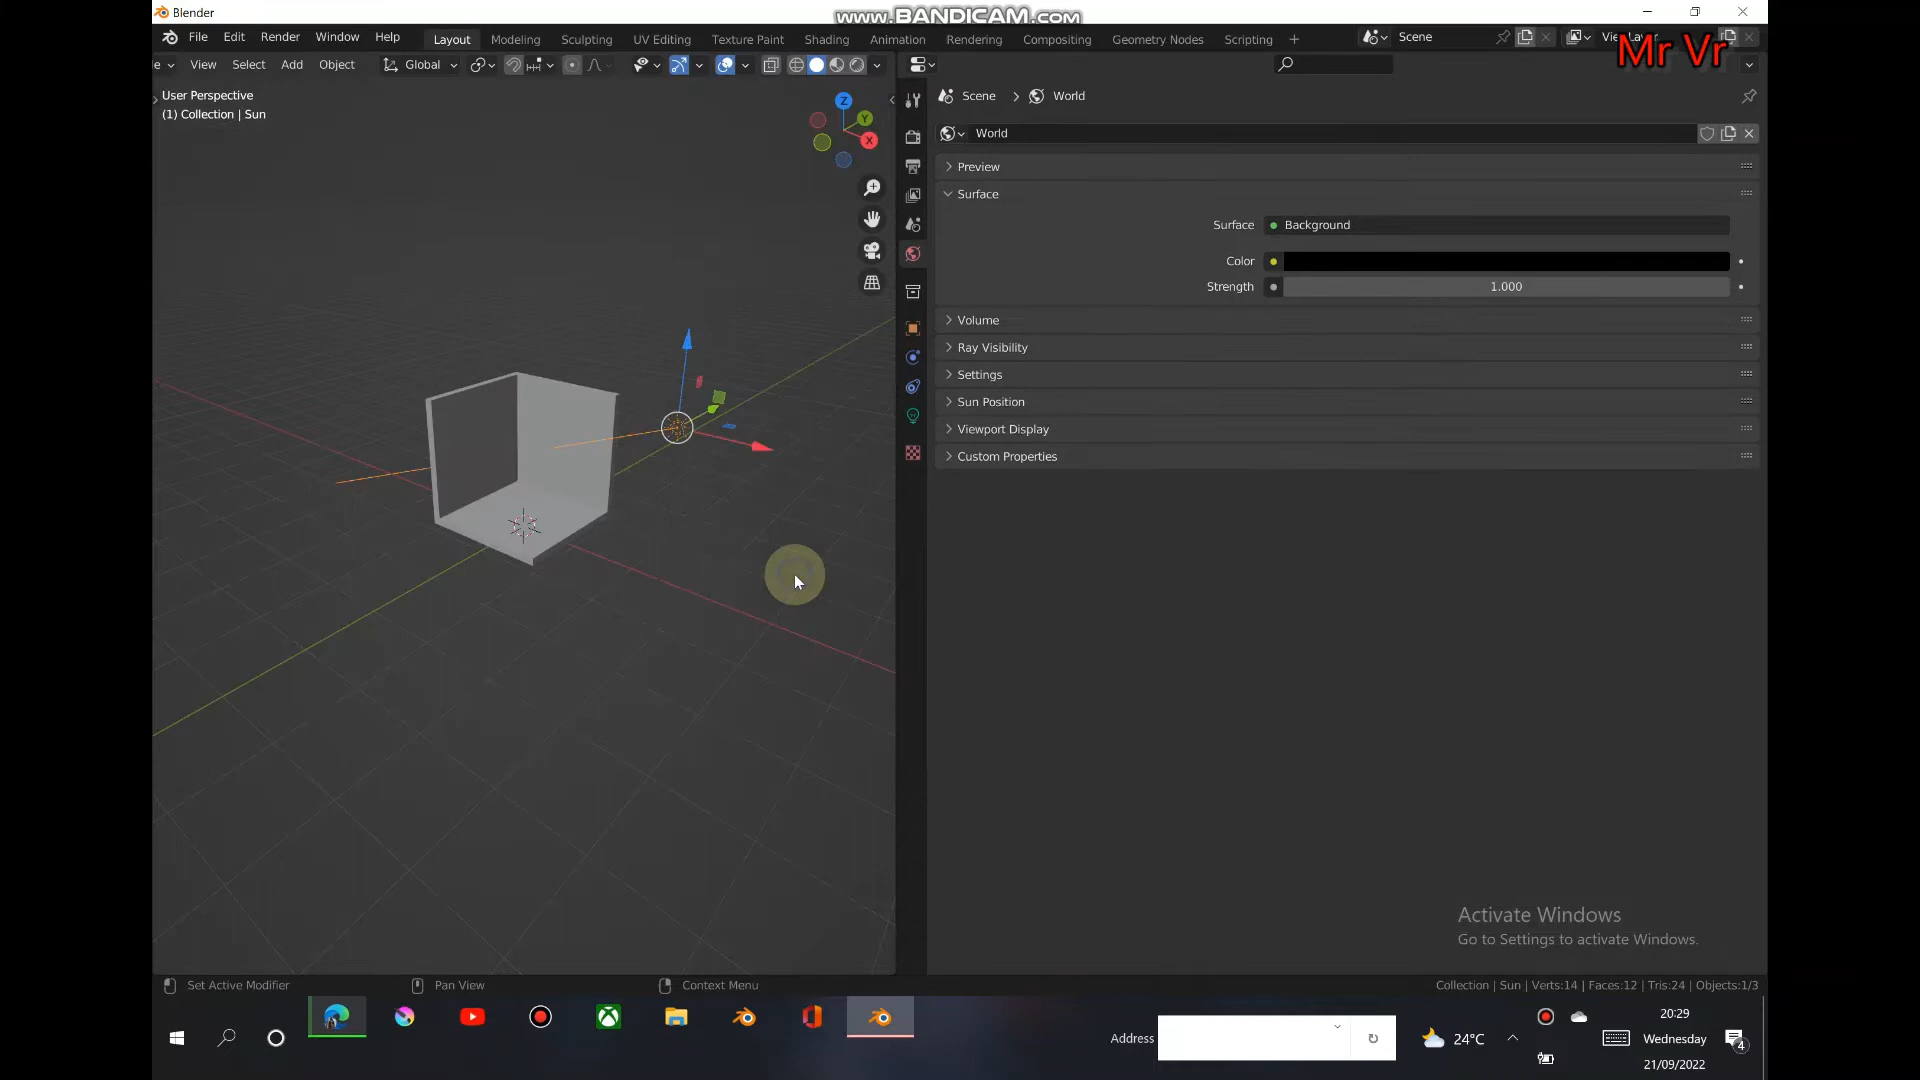 Blender
www.BANDICAM.com
File Edit Render Window Help Layout Modeling Sculpting UV Editing Texture Paint Shading Animation Rendering Compositing Geometry Nodes Scripting + Scene
Mr Vr
View Select Add Object Global
User Perspective
(1) Collection | Sun
Z
Y
X
Scene World
World
Preview
Surface
Surface Background
Color
Strength 1.000
Volume
Ray Visibility
Settings
Sun Position
Viewport Display
Custom Properties
Activate Windows
Go to Settings to activate Windows.
Set Active Modifier Pan View Context Menu Collection | Sun | Verts:14 | Faces:12 | Tris:24 | Objects:1/3
Address 24°C
20:29
Wednesday
21/09/2022
4